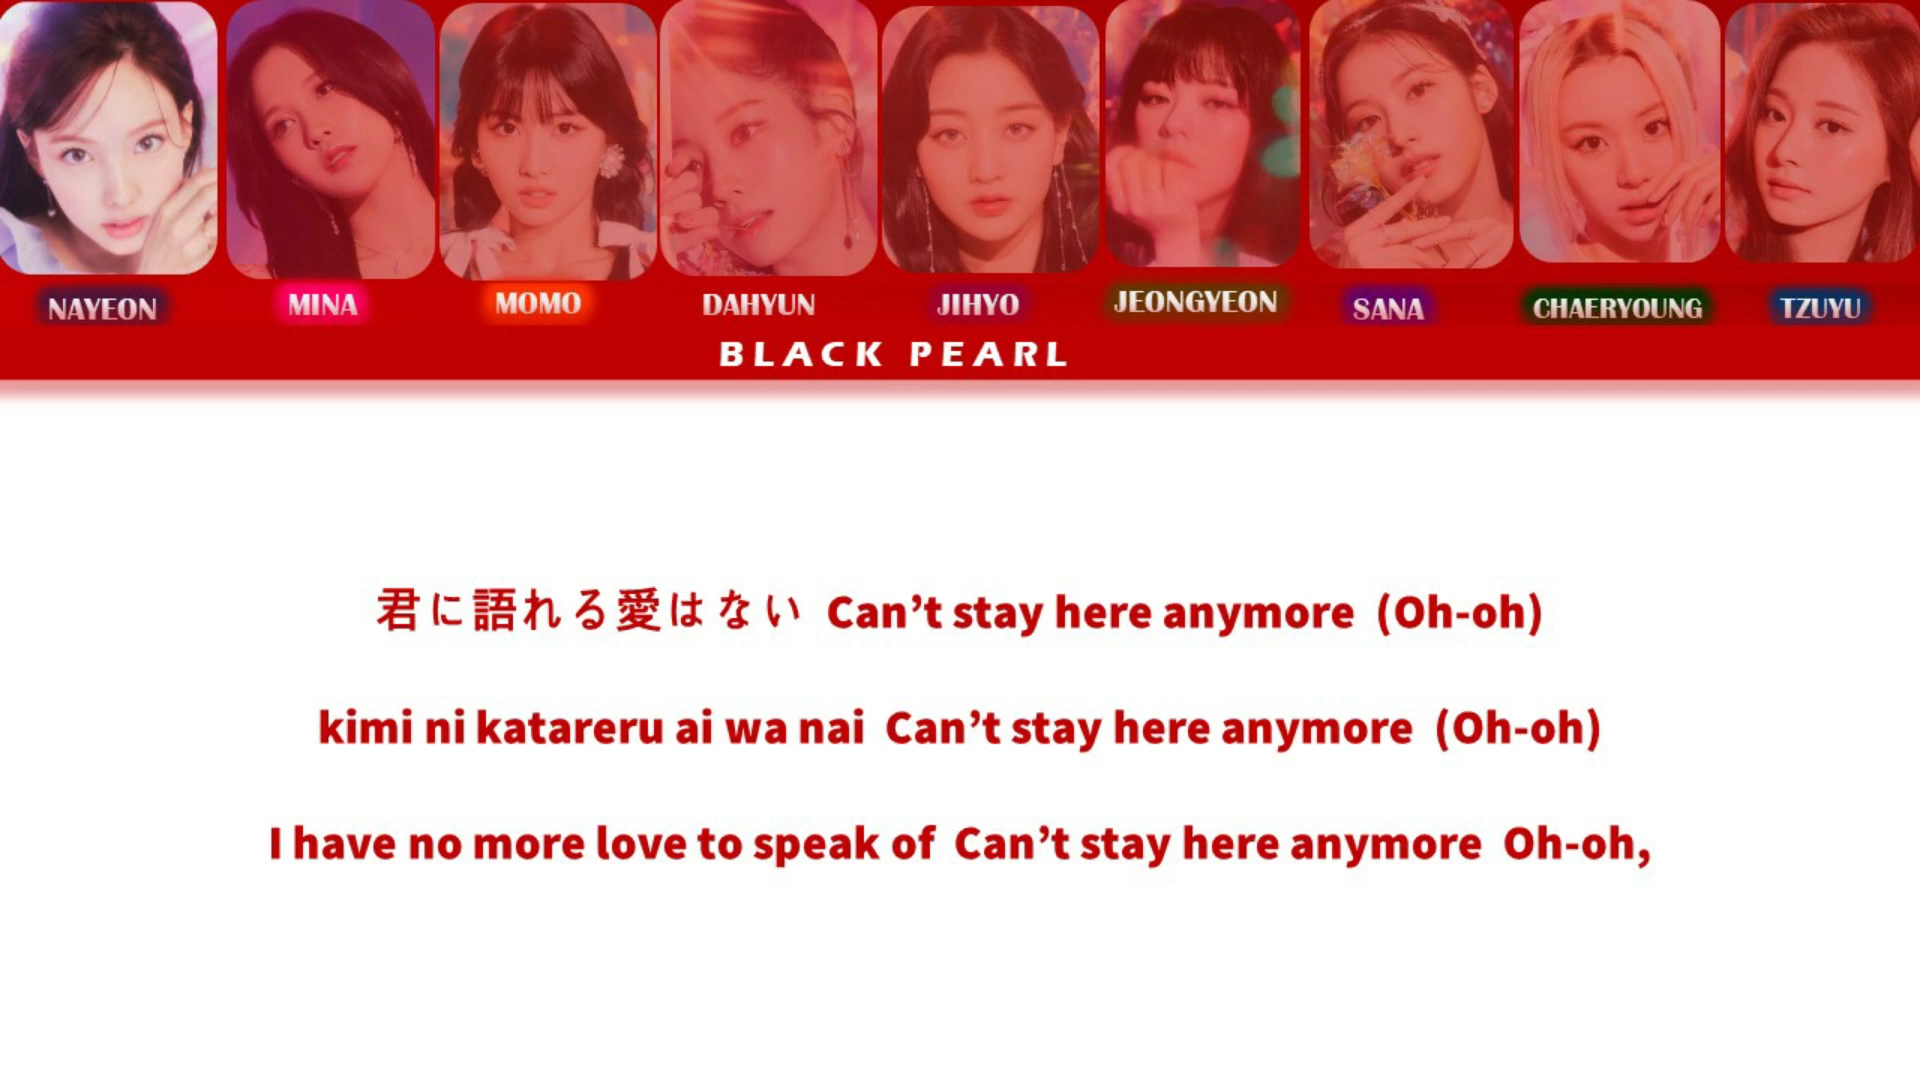 NAYEON MINA MOMO DAHYUN JIHYO JEONGYEON SANA CHAERYOUNG TZUYU
BLACK PEARL
君に語れる愛はない Can’t stay here anymore (Oh-oh)
kimi ni katareru ai wa nai Can’t stay here anymore (Oh-oh)
I have no more love to speak of Can’t stay here anymore Oh-oh,